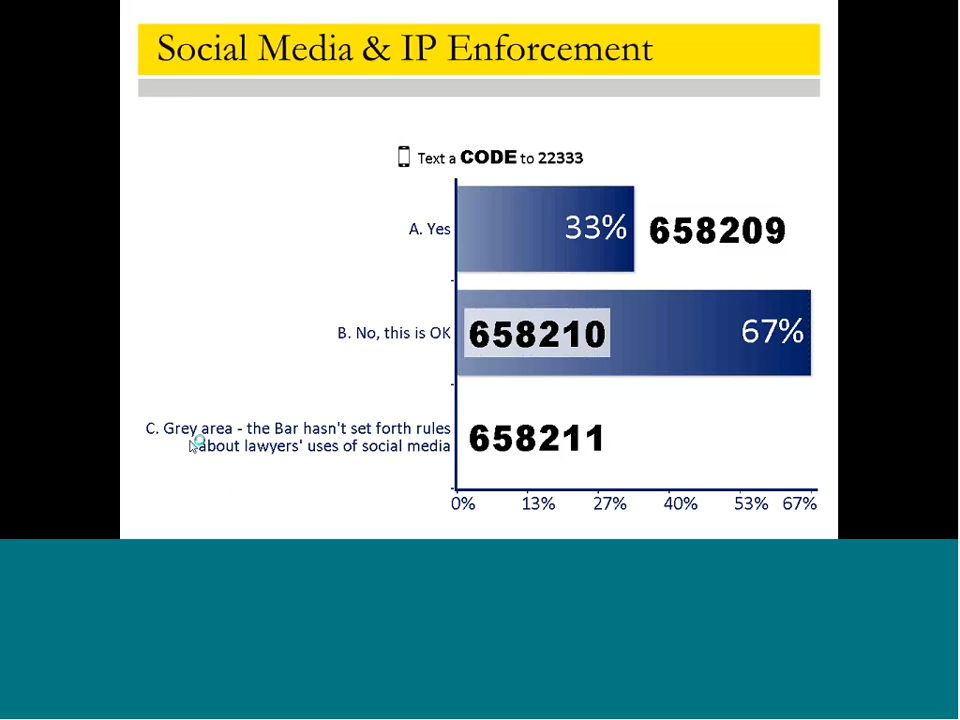 Social Media & IP Enforcement
Text a CODE to 22333
A. Yes 33% 658209
B. No, this is OK 658210 67%
C. Grey area - the Bar hasn't set forth rules
about lawyers' uses of social media 658211
0% 13% 27% 40% 53% 67%